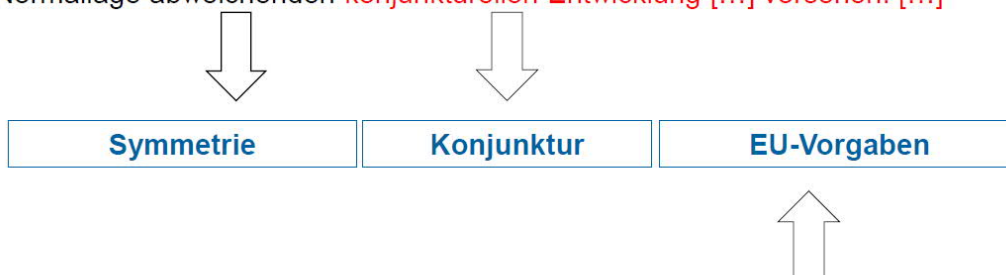 Normallage abweichenden konjunkturellen Entwicklung [...] vorsehen. [...]
Symmetrie
Konjunktur
EU-Vorgaben